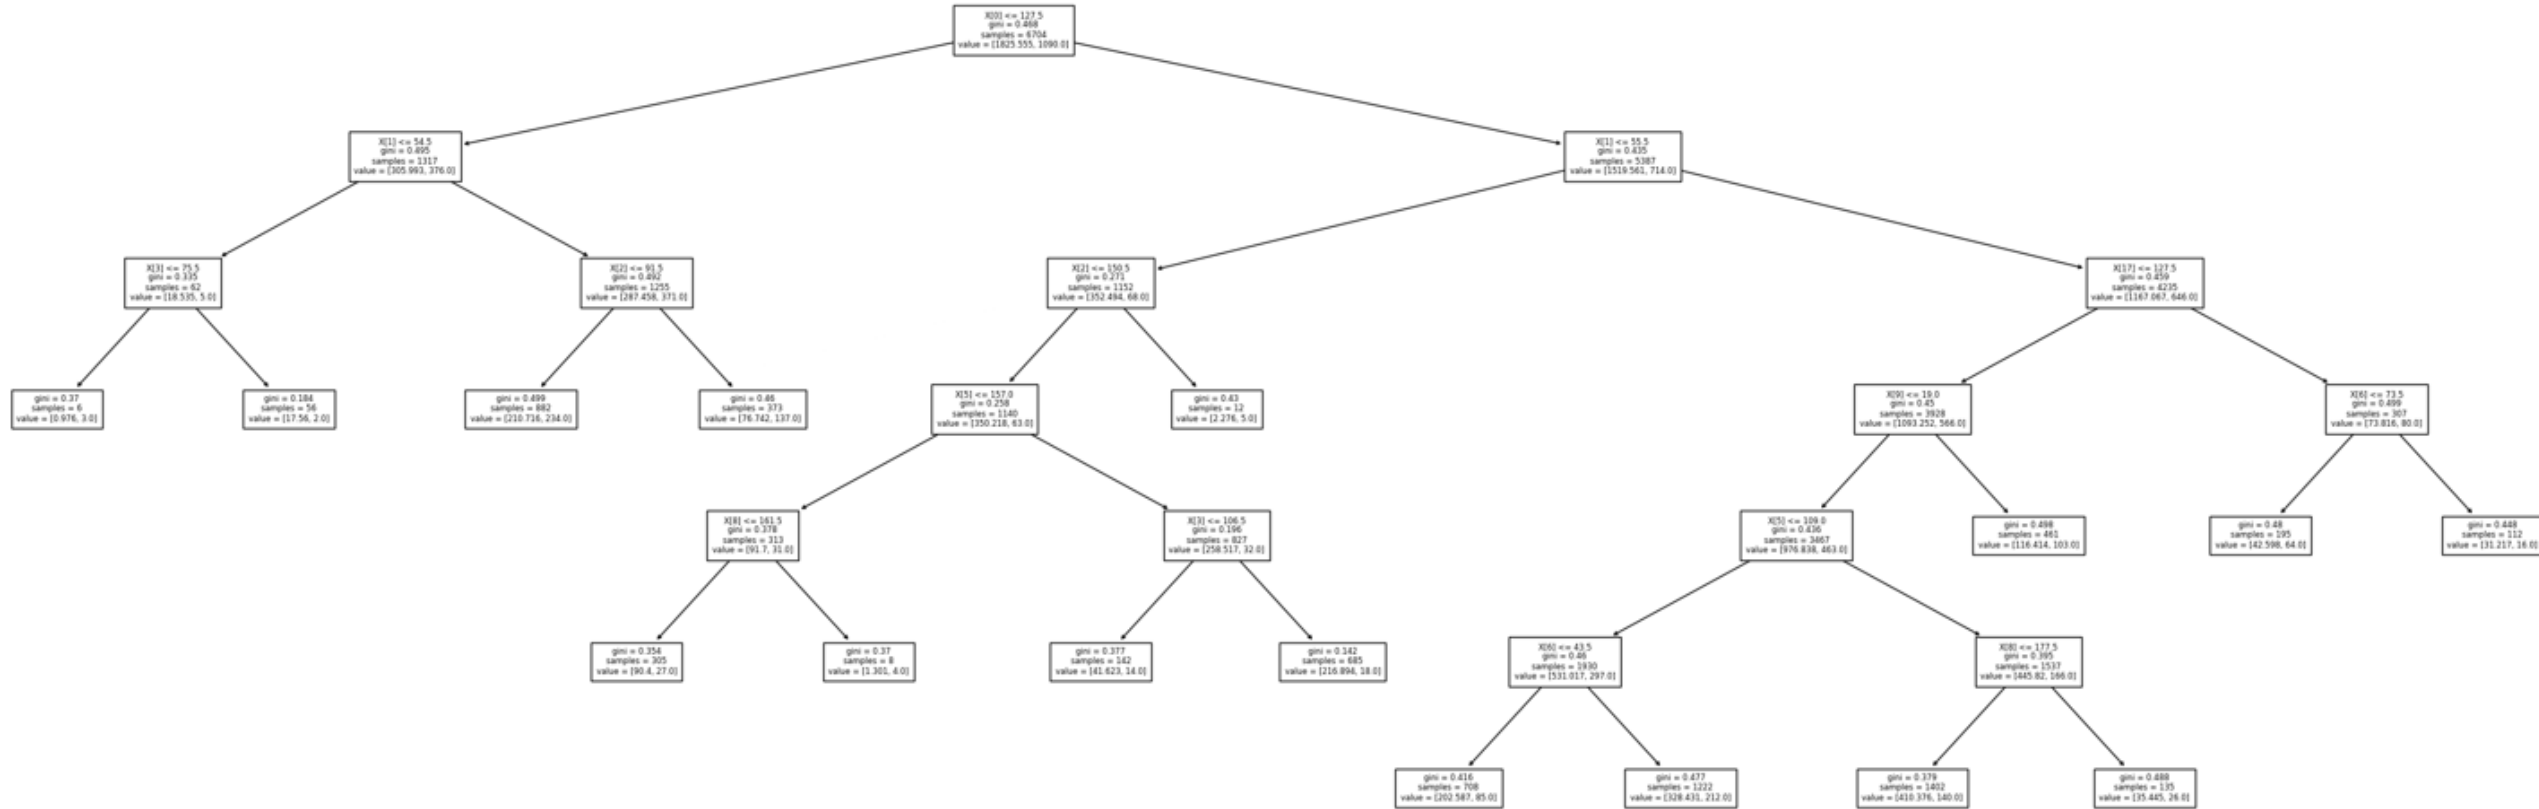 X[0] <= 127.5
gini = 0.468
samples = 6704
value = [1825.555, 1090.0]
X[1] <= 54.5
gini = 0.495
samples = 1317
value = [305.993, 376.0]
X[1] <= 55.5
gini = 0.435
samples = 5387
value = [1519.561, 714.0]
X[3] <= 75.5
gini = 0.335
samples = 62
value = [18.535, 5.0]
X[2] <= 91.5
gini = 0.492
samples = 1255
value = [287.458, 371.0]
X[2] <= 150.5
gini = 0.271
samples = 1152
value = [352.494, 68.0]
X[17] <= 127.5
gini = 0.459
samples = 4235
value = [1167.067, 646.0]
gini = 0.37
samples = 6
value = [0.976, 3.0]
gini = 0.184
samples = 56
value = [17.56, 2.0]
gini = 0.499
samples = 882
value = [210.716, 234.0]
gini = 0.46
samples = 373
value = [76.742, 137.0]
X[5] <= 157.0
gini = 0.258
samples = 1140
value = [350.218, 63.0]
gini = 0.43
samples = 12
value = [2.276, 5.0]
X[9] <= 19.0
gini = 0.45
samples = 3928
value = [1093.252, 566.0]
X[6] <= 73.5
gini = 0.499
samples = 307
value = [73.816, 80.0]
X[8] <= 161.5
gini = 0.378
samples = 313
value = [91.7, 31.0]
X[3] <= 106.5
gini = 0.196
samples = 827
value = [258.517, 32.0]
X[5] <= 109.0
gini = 0.436
samples = 3467
value = [976.838, 463.0]
gini = 0.498
samples = 461
value = [116.414, 103.0]
gini = 0.48
samples = 195
value = [42.598, 64.0]
gini = 0.448
samples = 112
value = [31.217, 16.0]
gini = 0.354
samples = 305
value = [90.4, 27.0]
gini = 0.37
samples = 8
value = [1.301, 4.0]
gini = 0.377
samples = 142
value = [41.623, 14.0]
gini = 0.142
samples = 685
value = [216.894, 18.0]
X[6] <= 43.5
gini = 0.46
samples = 1930
value = [531.017, 297.0]
X[8] <= 177.5
gini = 0.395
samples = 1537
value = [445.82, 166.0]
gini = 0.416
samples = 708
value = [202.587, 85.0]
gini = 0.477
samples = 1222
value = [328.431, 212.0]
gini = 0.379
samples = 1402
value = [410.376, 140.0]
gini = 0.488
samples = 135
value = [35.445, 26.0]